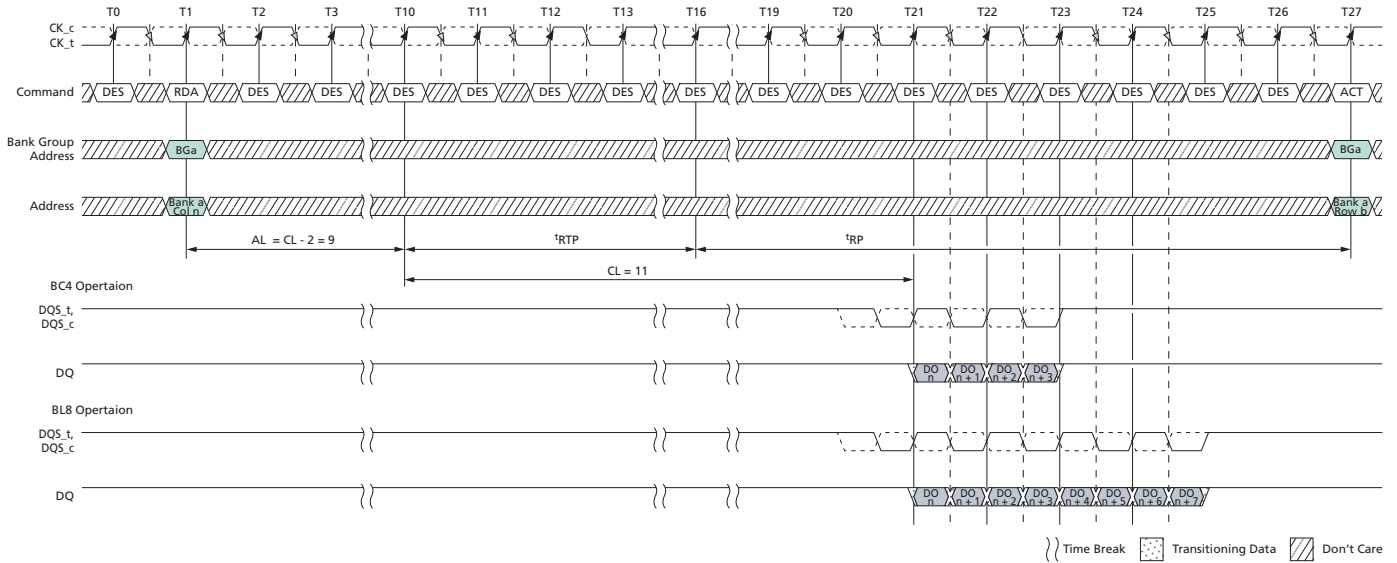 T0 T1 T2 T3 T10 T11 T12 T13 T16 T19 T20 T21 T22 T23 T24 T25 T26 T27
CK_c
CK_t
Command DES RDA DES DES DES DES DES DES DES DES DES DES DES DES DES DES DES ACT
Bank Group
Address
BGa BGa
Address
Bank a
Col n
Bank a
Row b
AL = CL - 2 = 9 tRTP tRP
CL = 11
BC4 Opertaion
DQS_t,
DQS_c
DQ
DO
n
DO
n + 1
DO
n + 2
DO
n + 3
BL8 Opertaion
DQS_t,
DQS_c
DQ
DO
n
DO
n + 1
DO
n + 2
DO
n + 3
DO
n + 4
DO
n + 5
DO
n + 6
DO
n + 7
Time Break Transitioning Data Don't Care